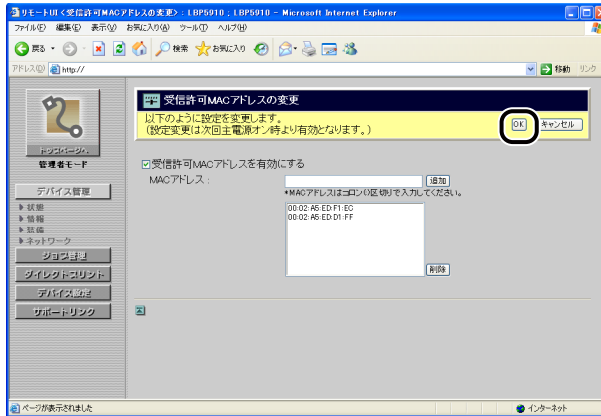 リモートUI <受信許可MACアドレスの変更> : LBP5910 : LBP5910 - Microsoft Internet Explorer
ファイル(F) 編集(E) 表示(V) お気に入り(A) ツール(T) ヘルプ(H)
戻る 検索 お気に入り
アドレス(D) http:// 移動 リンク
受信許可MACアドレスの変更
以下のように設定を変更します。
(設定変更は次回主電源オン時より有効となります。)
OK キャンセル
トップページへ
管理者モード
デバイス管理
状態
情報
装備
ネットワーク
ジョブ管理
ダイレクトプリント
デバイス設定
サポートリンク
受信許可MACアドレスを有効にする
MACアドレス : 追加
*MACアドレスはコロン(:)区切りで入力してください。
00:02:A5:ED:F1:EC
00:02:A5:ED:D1:FF
削除
ページが表示されました インターネット